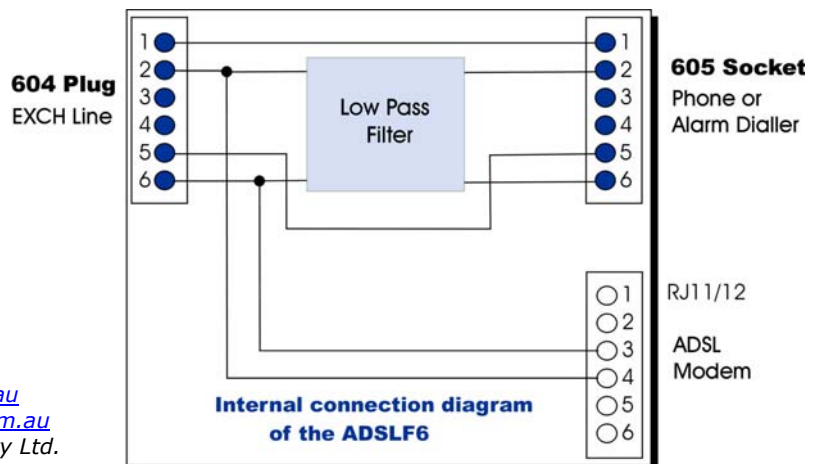 604 Plug
EXCH Line
1
2
3
4
5
6
Low Pass
Filter
1
2
3
4
5
6
605 Socket
Phone or
Alarm Dialler
1
2
3
4
5
6
RJ11/12
ADSL
Modem
Internal connection diagram
of the ADSLF6
au
m.au
y Ltd.